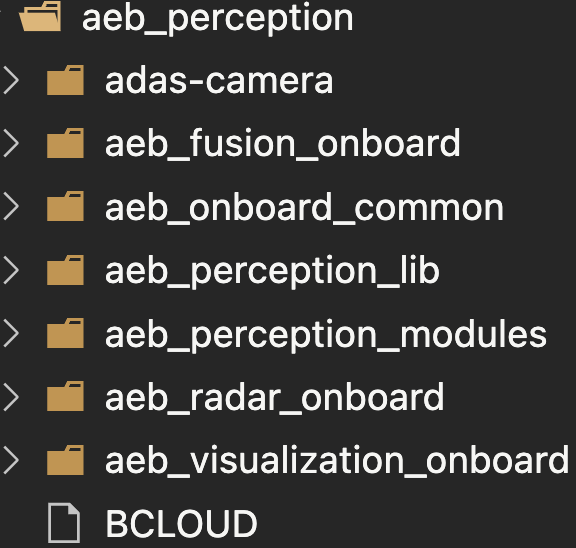 aeb_perception
adas-camera
aeb_fusion_onboard
aeb_onboard_common
aeb_perception_lib
aeb_perception_modules
aeb_radar_onboard
aeb_visualization_onboard
BCLOUD